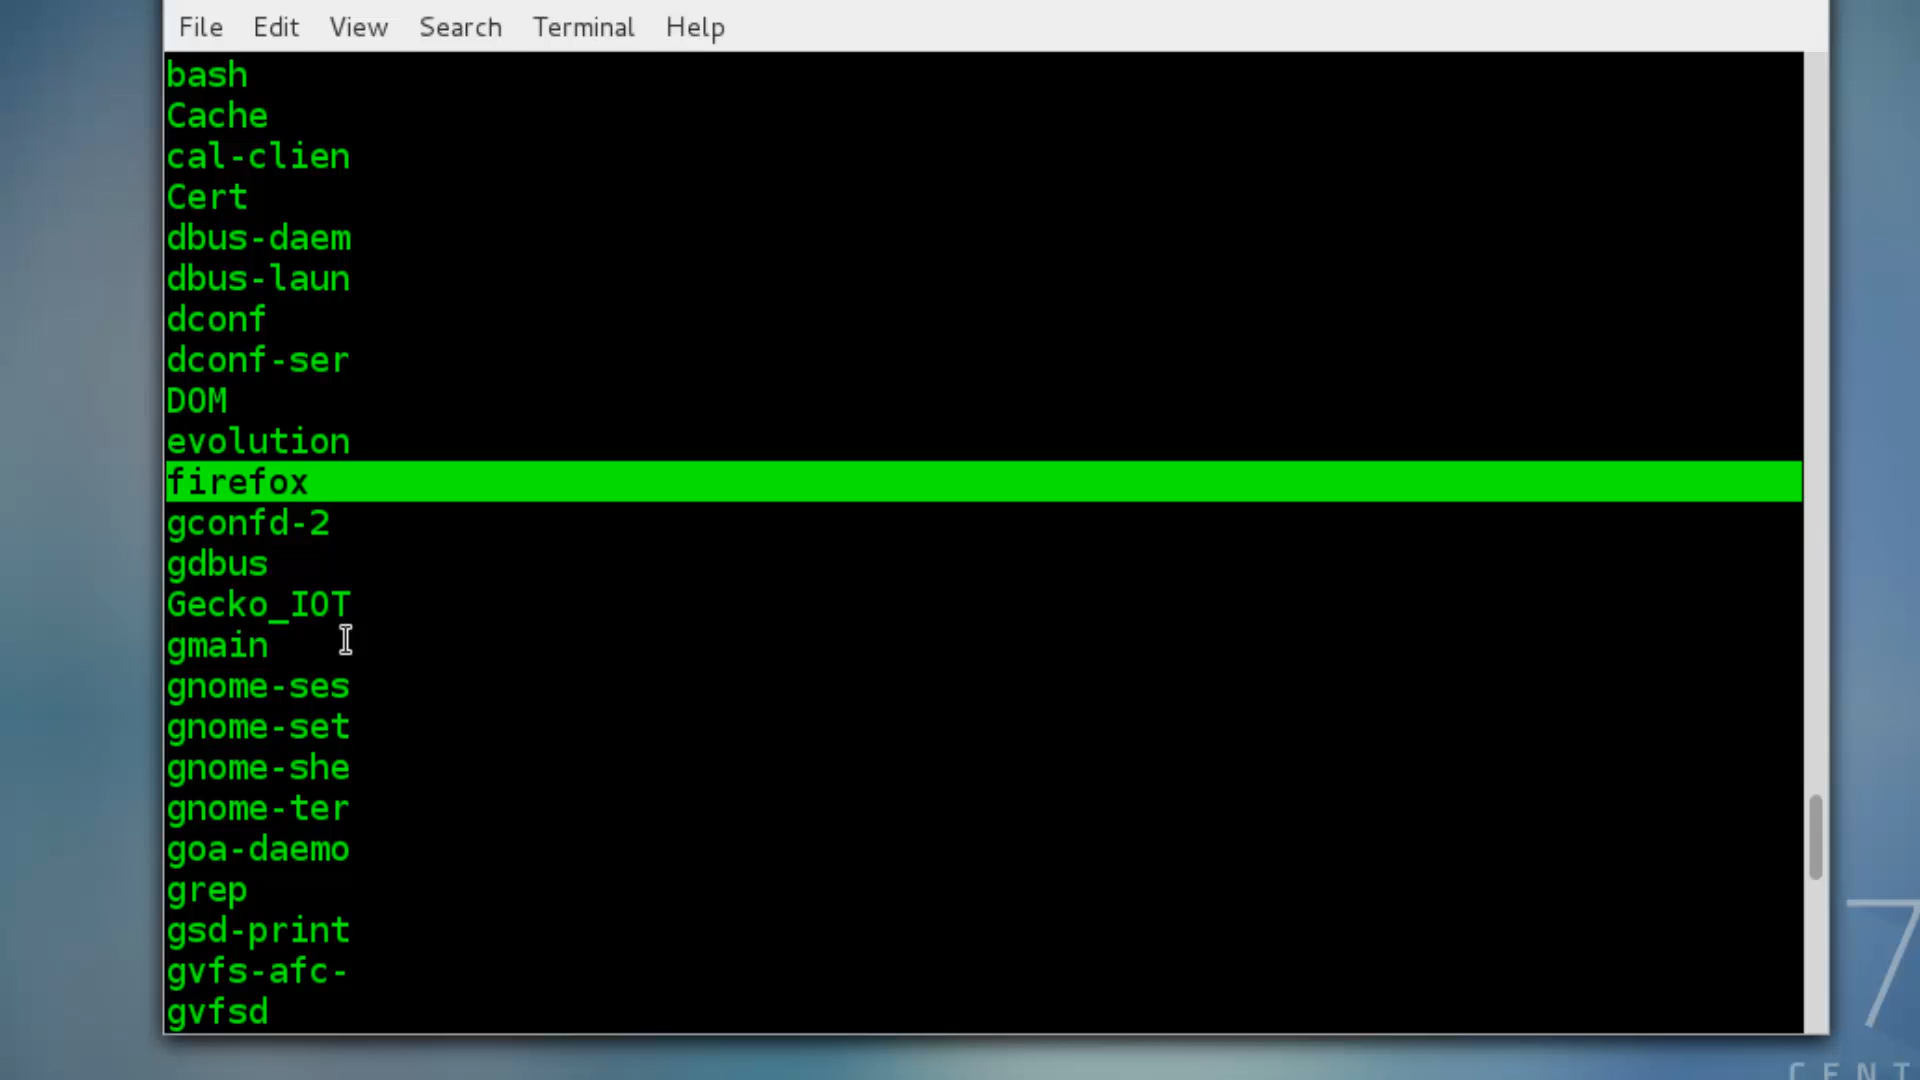 File Edit View Search Terminal Help
bash
Cache
cal-clien
Cert
dbus-daem
dbus-laun
dconf
dconf-ser
DOM
evolution
firefox
gconfd-2
gdbus
Gecko_IOT
gmain
gnome-ses
gnome-set
gnome-she
gnome-ter
goa-daemo
grep
gsd-print
gvfs-afc-
gvfsd
7
CENT